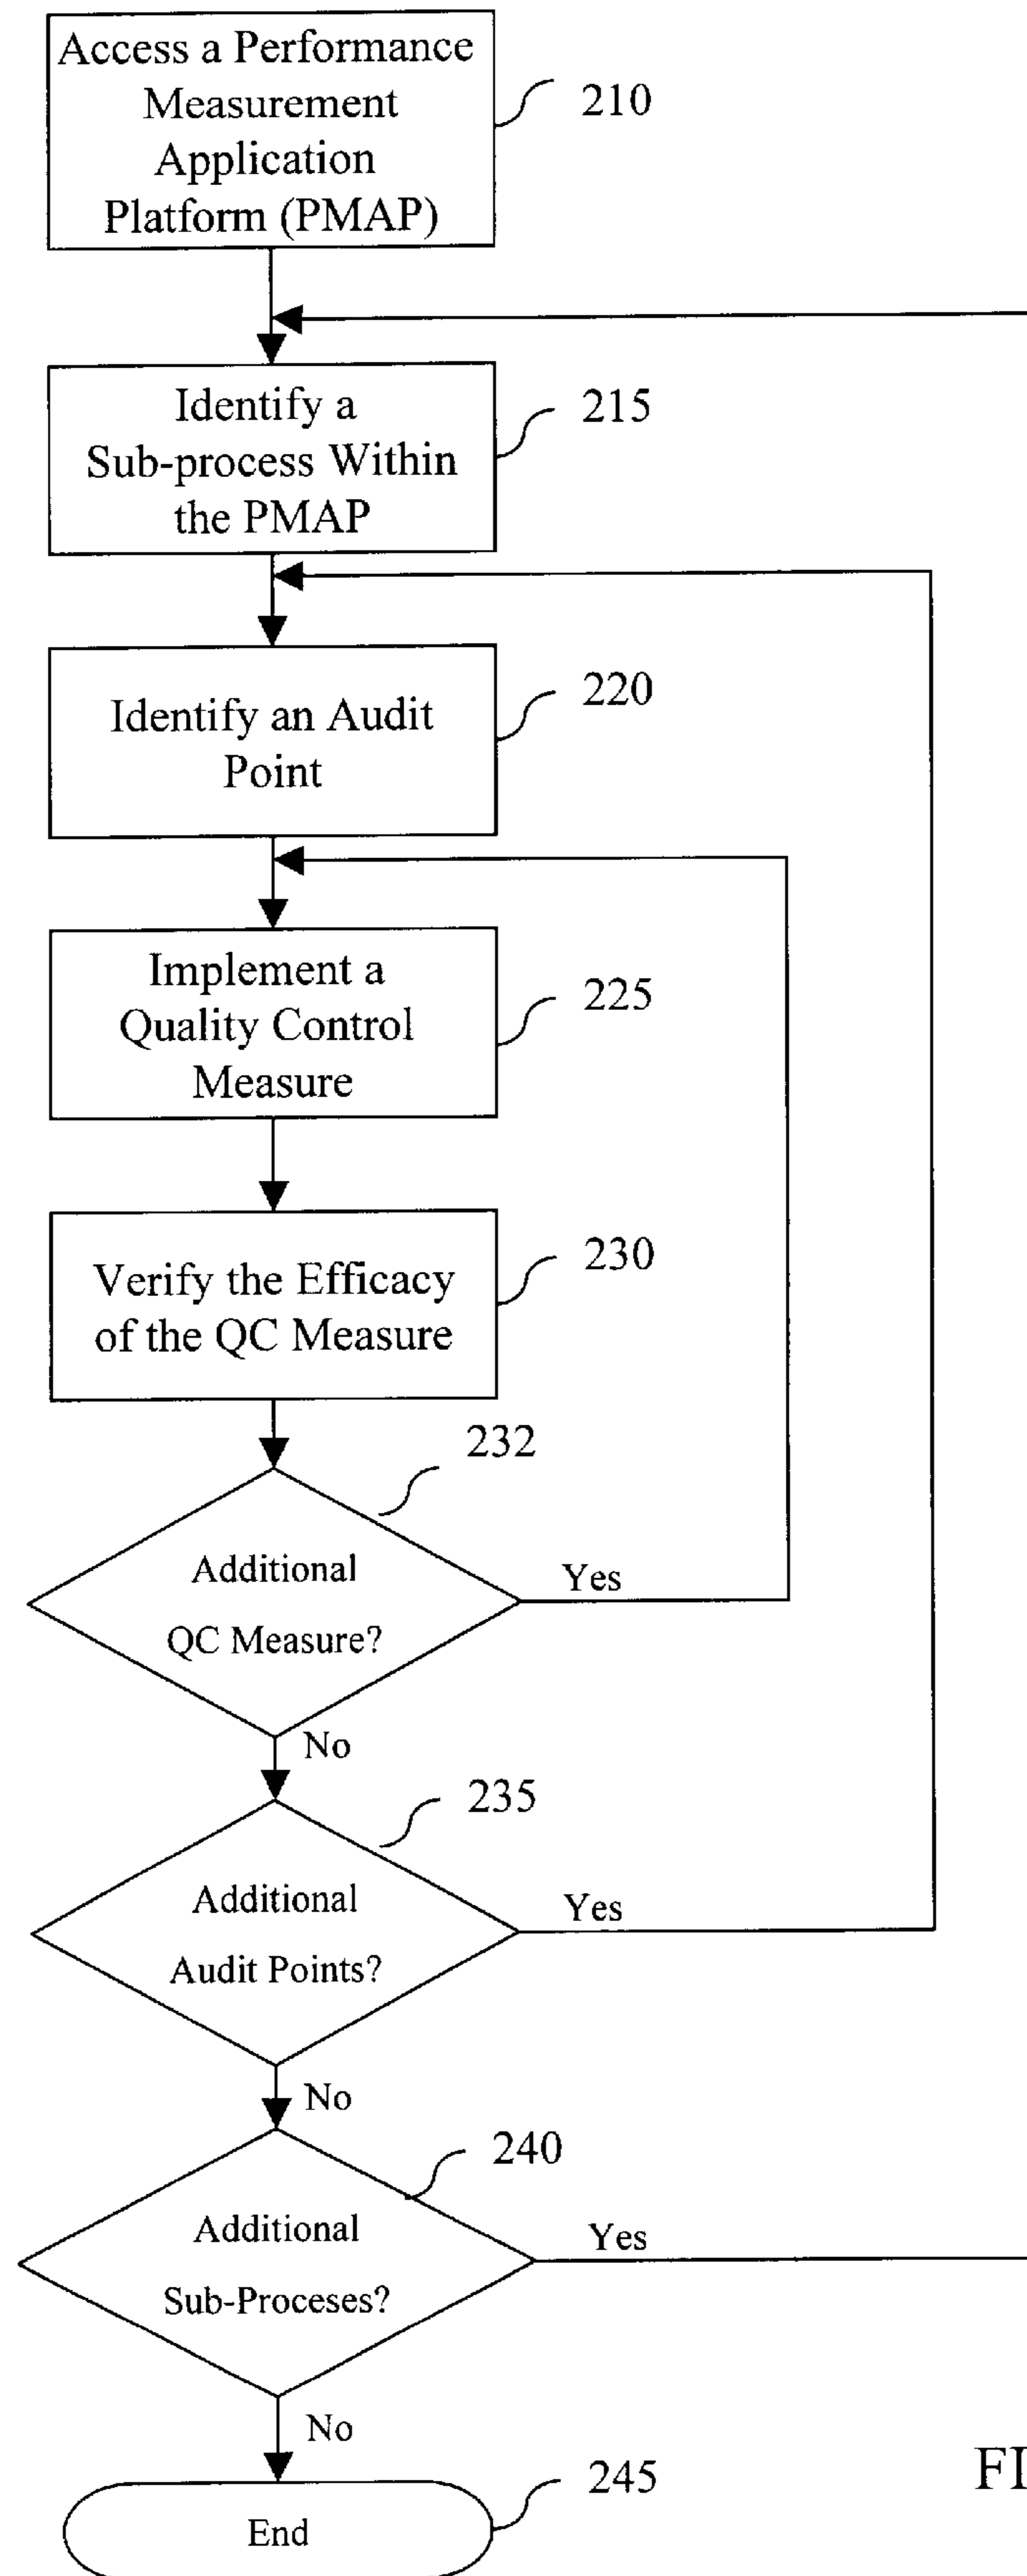 Access a Performance
Measurement
Application
Platform (PMAP)
210
Identify a
Sub-process Within
the PMAP
215
Identify an Audit
Point
220
Implement a
Quality Control
Measure
225
Verify the Efficacy
of the QC Measure
230
232
Additional
QC Measure?
Yes
No
235
Additional
Audit Points?
Yes
No
240
Additional
Sub-Proceses?
Yes
No
End
245